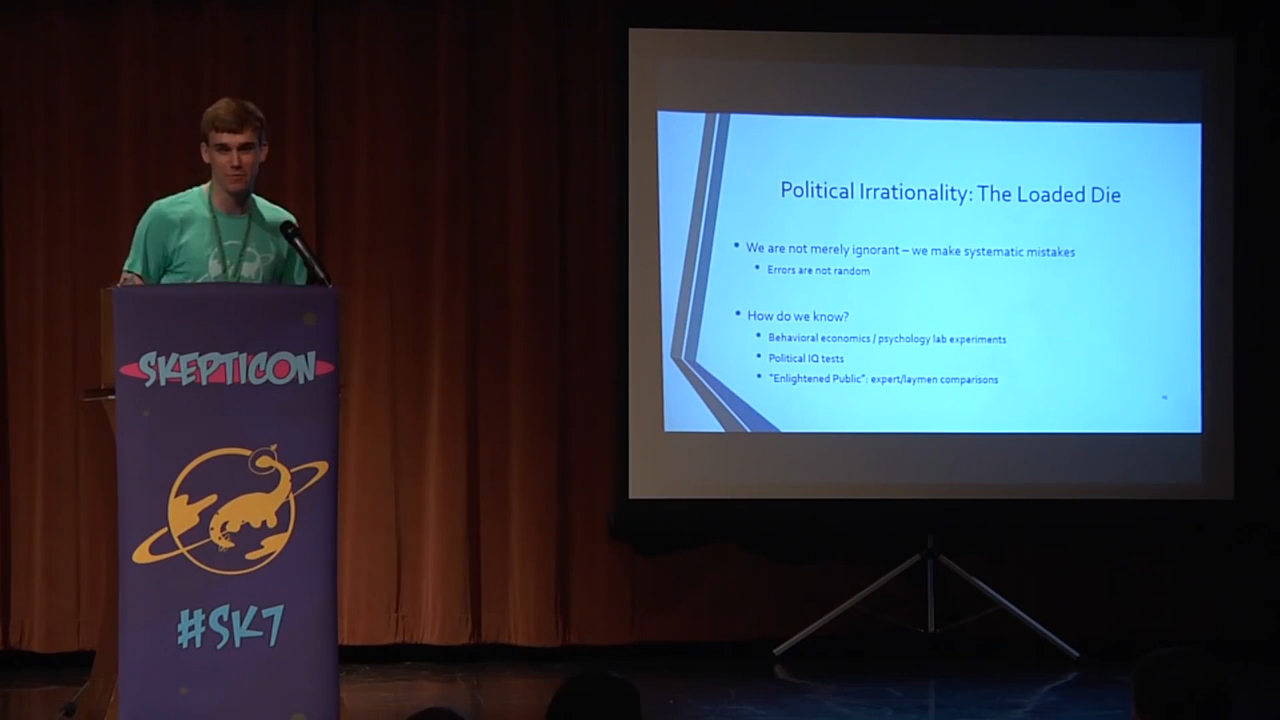 SKEPTICON
#SK7
Political Irrationality: The Loaded Die
• We are not merely ignorant – we make systematic mistakes
• Errors are not random
• How do we know?
• Behavioral economics / psychology lab experiments
• Political IQ tests
• "Enlightened Public": expert/laymen comparisons